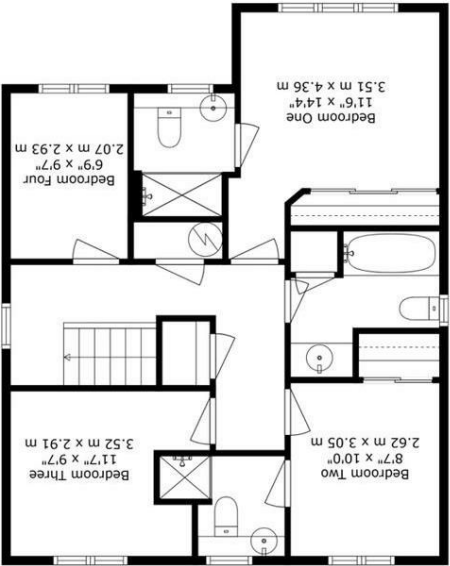 Bedroom Two
8'7" x 10'0"
2.62 m x 3.05 m
Bedroom Three
11'7" x 9'7"
3.52 m x 2.91 m
Bedroom One
11'6" x 14'4"
3.51 m x 4.36 m
Bedroom Four
6'9" x 9'7"
2.07 m x 2.93 m